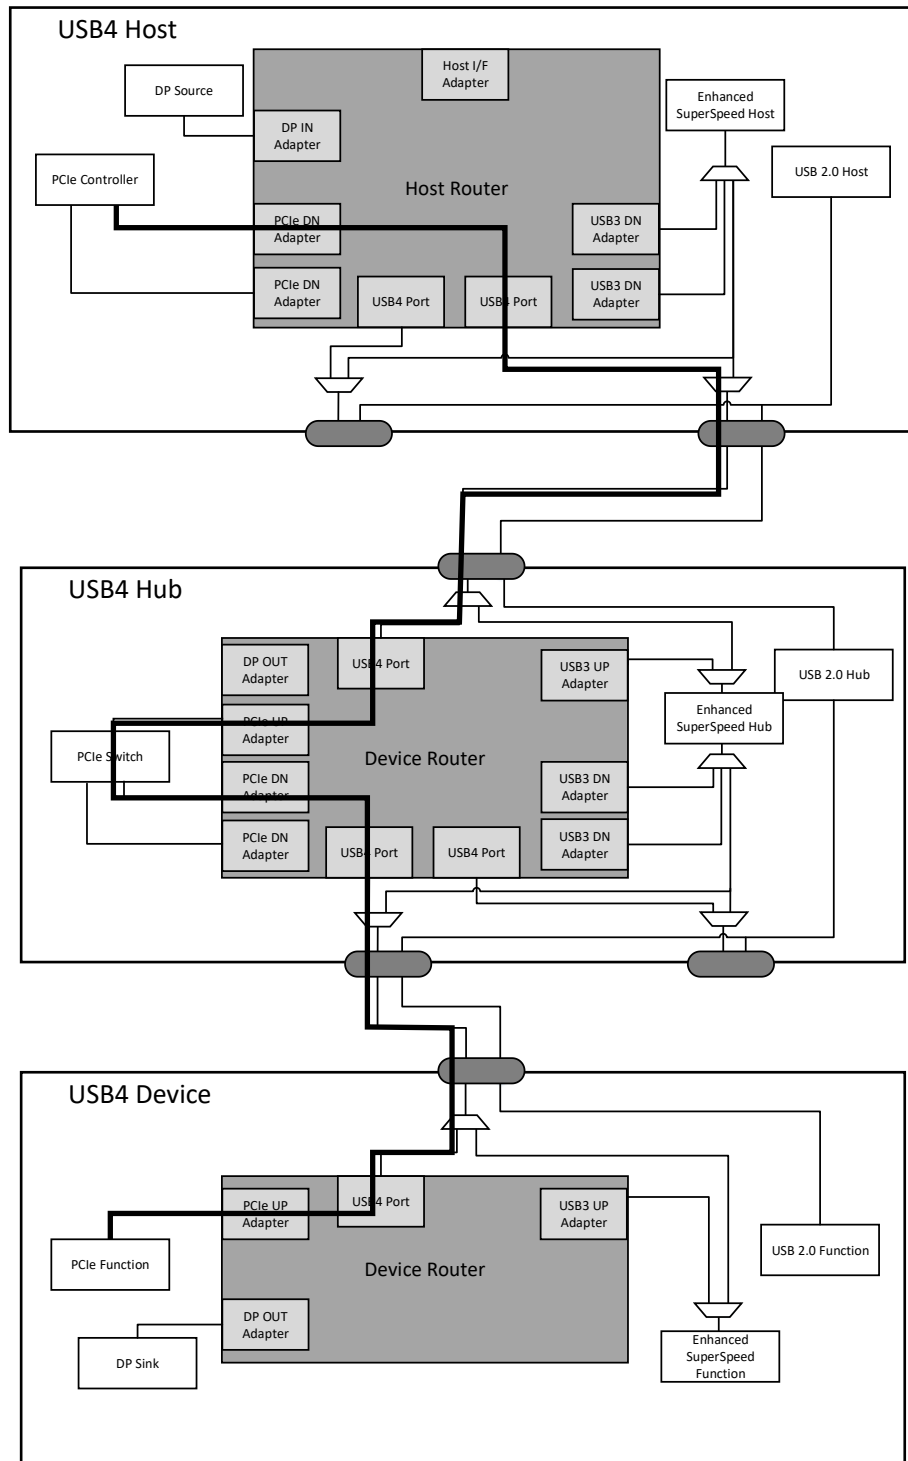 USB4 Host
Host I/F
Adapter
DP Source
Enhanced
SuperSpeed Host
DP IN
Adapter
PCIe Controller
Host Router
USB 2.0 Host
PCIe DN
Adapter
USB3 DN
Adapter
PCIe DN
Adapter
USB4 Port
USB4 Port
USB3 DN
Adapter
USB4 Hub
DP OUT
Adapter
USB4 Port
USB3 UP
Adapter
USB 2.0 Hub
PCIe UP
Adapter
Enhanced
SuperSpeed Hub
PCIe Switch
Device Router
PCIe DN
Adapter
USB3 DN
Adapter
PCIe DN
Adapter
USB4 Port
USB4 Port
USB3 DN
Adapter
USB4 Device
PCIe UP
Adapter
USB4 Port
USB3 UP
Adapter
PCIe Function
Device Router
USB 2.0 Function
DP OUT
Adapter
DP Sink
Enhanced
SuperSpeed
Function